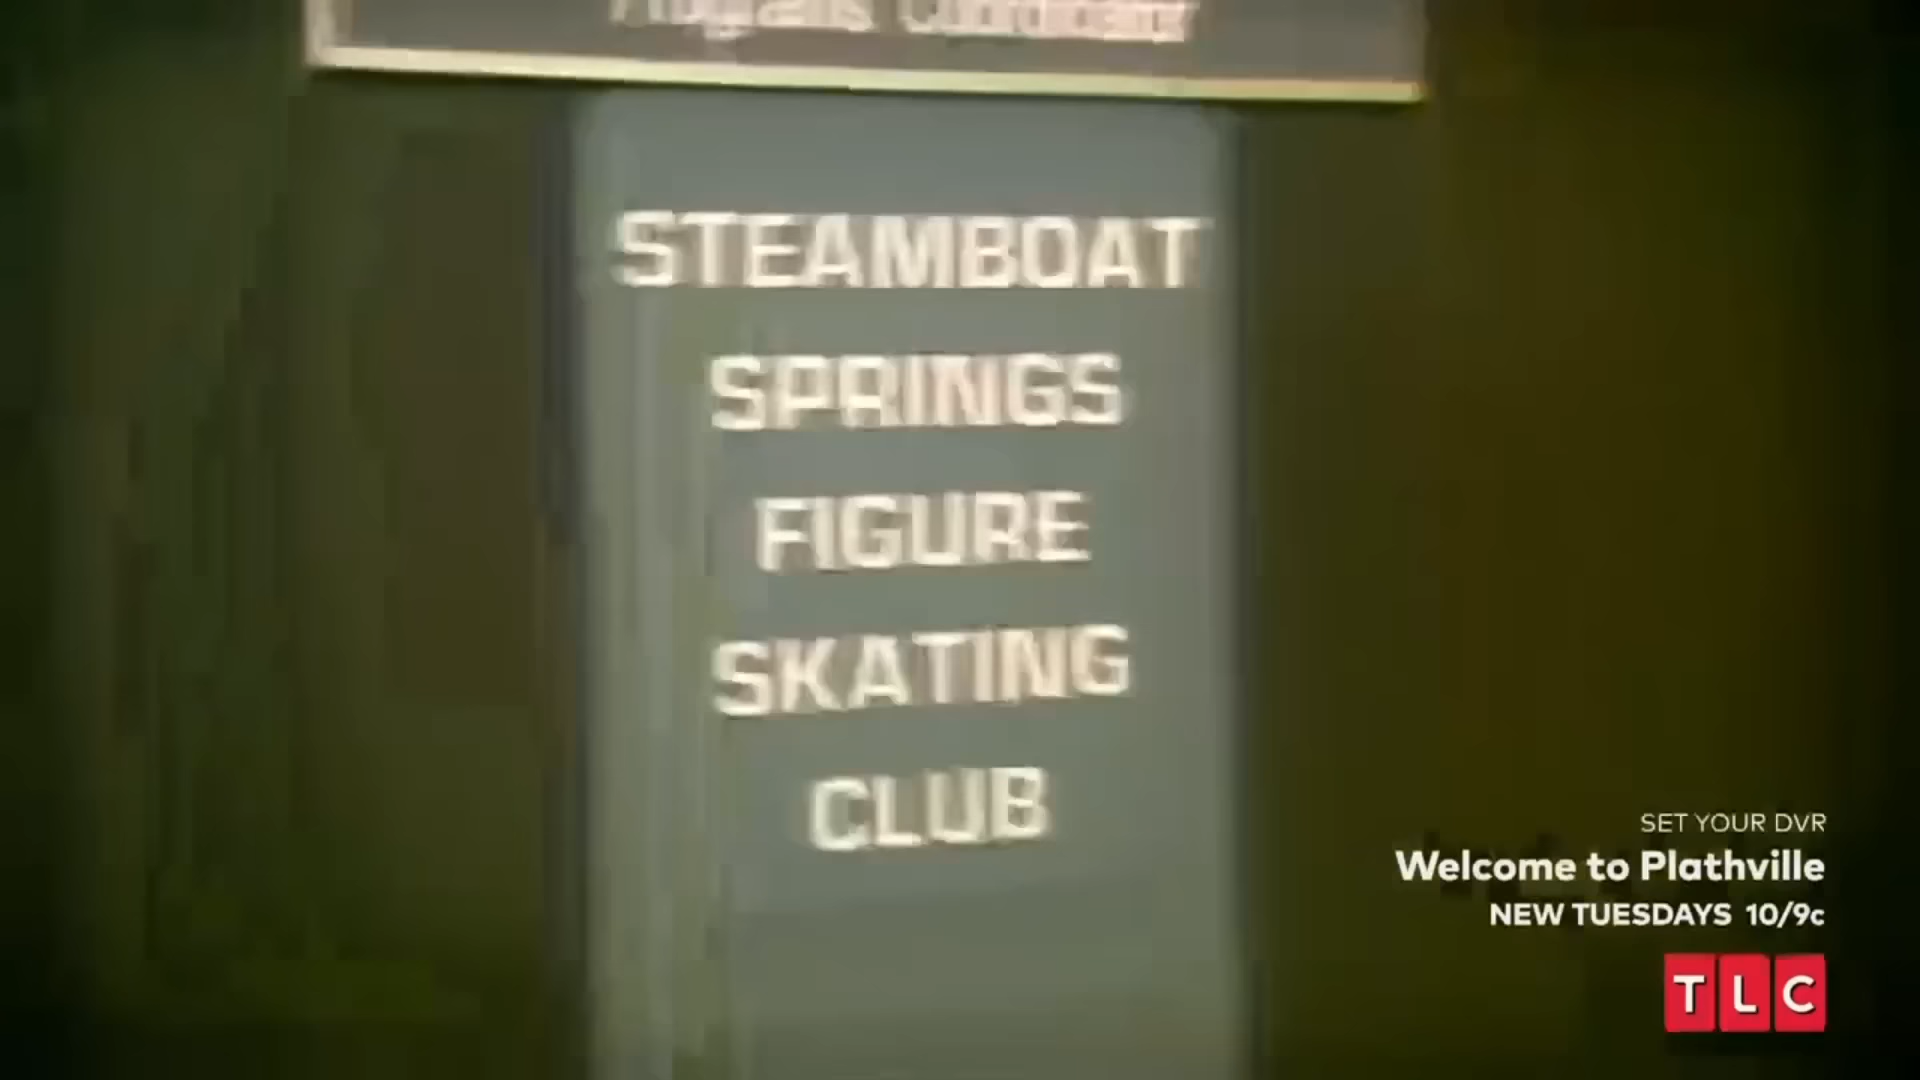 STEAMBOAT
SPRINGS
FIGURE
SKATING
CLUB
SET YOUR DVR
Welcome to Plathville
NEW TUESDAYS 10/9c
TLC